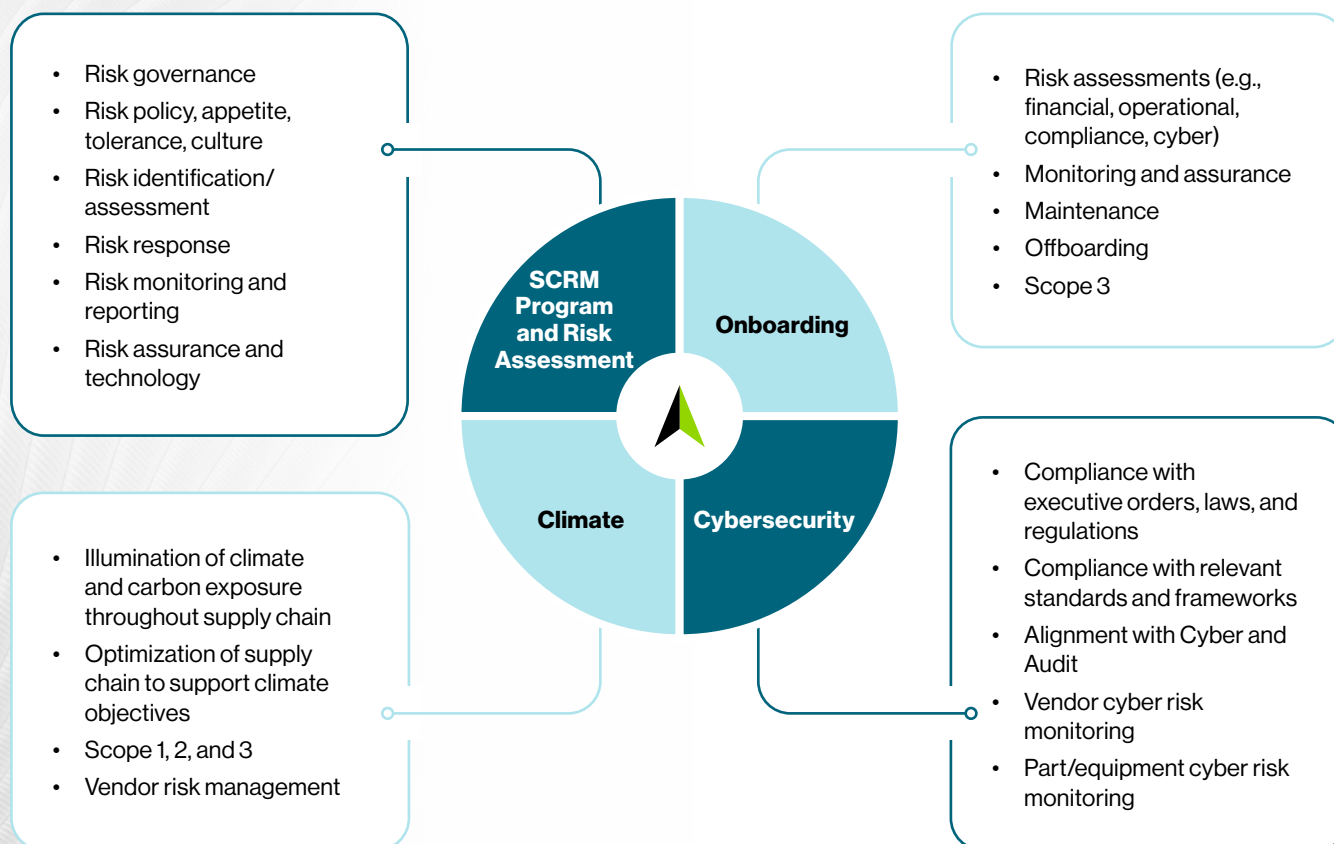 • Risk governance
• Risk policy, appetite,
tolerance, culture
• Risk identification/
assessment
• Risk response
• Risk monitoring and
reporting
• Risk assurance and
technology
• Risk assessments (e.g.,
financial, operational,
compliance, cyber)
• Monitoring and assurance
• Maintenance
• Offboarding
• Scope 3
SCRM
Program
and Risk
Assessment
Onboarding
Climate
Cybersecurity
• Illumination of climate
and carbon exposure
throughout supply chain
• Optimization of supply
chain to support climate
objectives
• Scope 1, 2, and 3
• Vendor risk management
• Compliance with
executive orders, laws, and
regulations
• Compliance with relevant
standards and frameworks
• Alignment with Cyber and
Audit
• Vendor cyber risk
monitoring
• Part/equipment cyber risk
monitoring